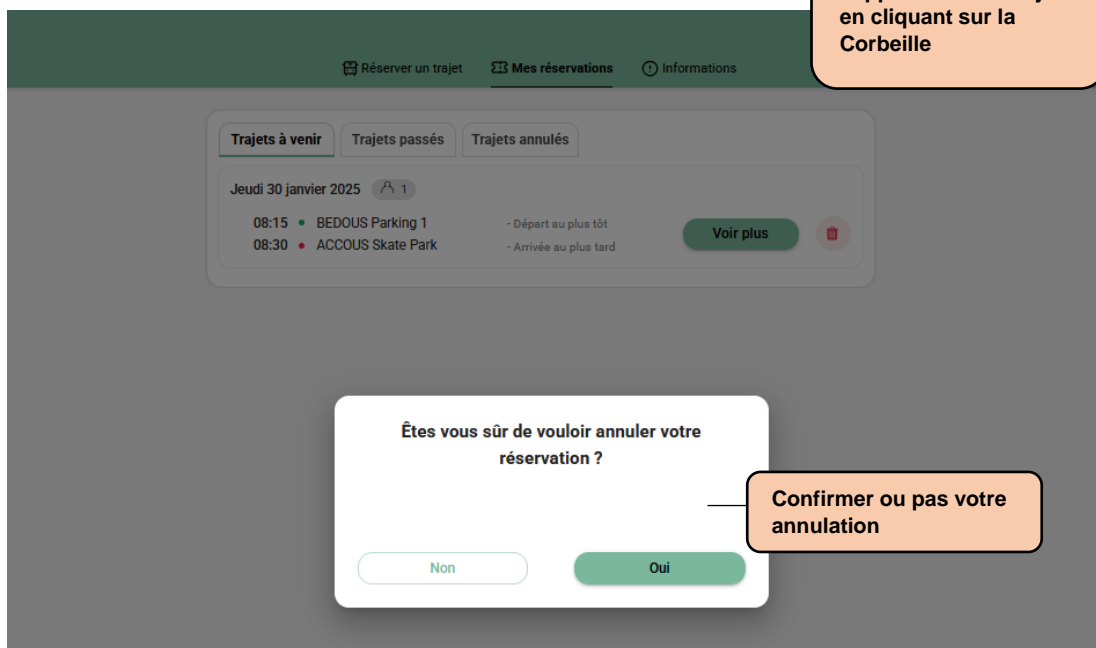 en cliquant sur la
Corbeille
Réserver un trajet Mes réservations Informations
Trajets à venir Trajets passés Trajets annulés
Jeudi 30 janvier 2025 1
08:15 BEDOUS Parking 1 - Départ au plus tôt
08:30 ACCOUS Skate Park - Arrivée au plus tard
Voir plus
Êtes vous sûr de vouloir annuler votre
réservation ?
Confirmer ou pas votre
annulation
Non Oui